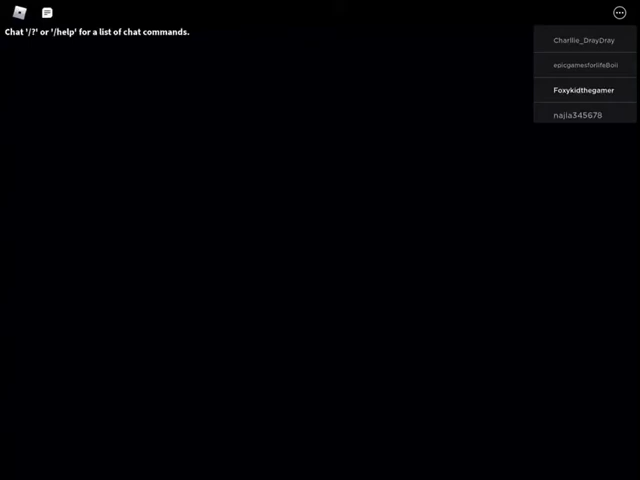 Chat '/?' or '/help' for a list of chat commands.
Charllie_DrayDray
epicgamesforlifeBoii
Foxykidthegamer
najla345678